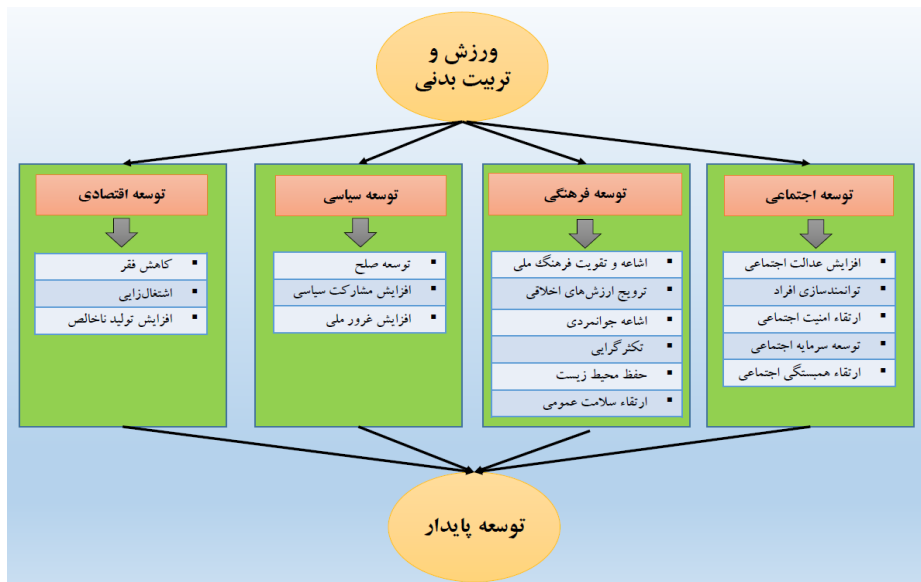 ورزش و
تربیت بدنی
توسعه اجتماعی
افزایش عدالت اجتماعی
توانمندسازی افراد
ارتقاء امنیت اجتماعی
توسعه سرمایه اجتماعی
ارتقاء همبستگی اجتماعی
توسعه فرهنگی
اشاعه و تقویت فرهنگ ملی
ترویج ارزش‌های اخلاقی
اشاعه جوانمردی
تکثرگرایی
حفظ محیط زیست
ارتقاء سلامت عمومی
توسعه سیاسی
توسعه صلح
افزایش مشارکت سیاسی
افزایش غرور ملی
توسعه اقتصادی
کاهش فقر
اشتغال‌زایی
افزایش تولید ناخالص
توسعه پایدار